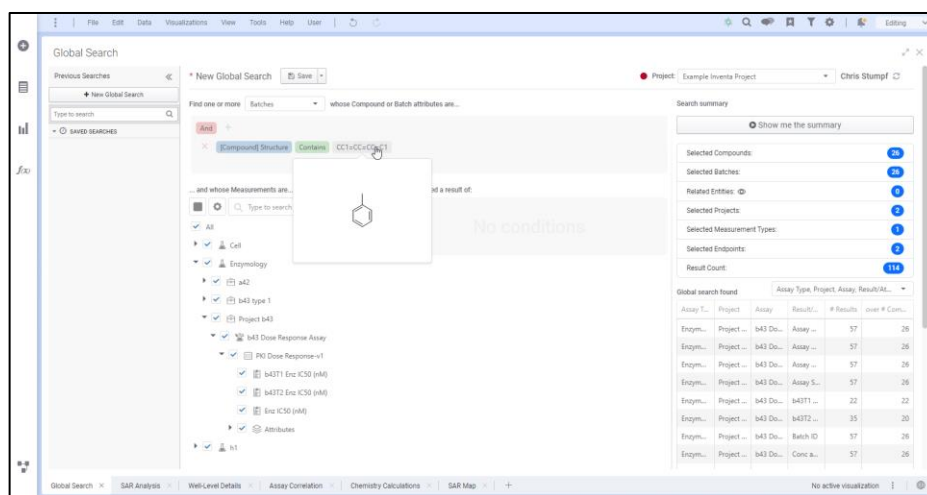 File Edit Data Visualizations View Tools Help User Editing
Global Search
Previous Searches
+ New Global Search
Type to search
SAVED SEARCHES
* New Global Search Save
Project: Example Inventa Project Chris Stumpf
Find one or more Batches whose Compound or Batch attributes are...
And +
[Compound] Structure Contains
... and whose Measurements are... ed a result of:
Type to search
No conditions
All
Cell
Enzymology
a42
b43 type 1
Project b43
b43 Dose Response Assay
PKI Dose Response-v1
b43T1 Enz IC50 (nM)
b43T2 Enz IC50 (nM)
Enz IC50 (nM)
Attributes
h1
Search summary
Show me the summary
Selected Compounds: 26
Selected Batches: 26
Related Entities: 0
Selected Projects: 2
Selected Measurement Types: 1
Selected Endpoints: 2
Result Count: 114
Global search found Assay Type, Project, Assay, Result/At...
Assay T... Project Assay Result/... # Results over # Com...
Enzym... Project ... b43 Do... Assay ... 57 26
Enzym... Project ... b43 Do... Assay ... 57 26
Enzym... Project ... b43 Do... Assay ... 57 26
Enzym... Project ... b43 Do... Assay S... 57 26
Enzym... Project ... b43 Do... b43T1 ... 22 22
Enzym... Project ... b43 Do... b43T2 ... 35 20
Enzym... Project ... b43 Do... Batch ID 57 26
Enzym... Project ... b43 Do... Conc a... 57 26
Global Search SAR Analysis Well-Level Details Assay Correlation Chemistry Calculations SAR Map + No active visualization
f(x)